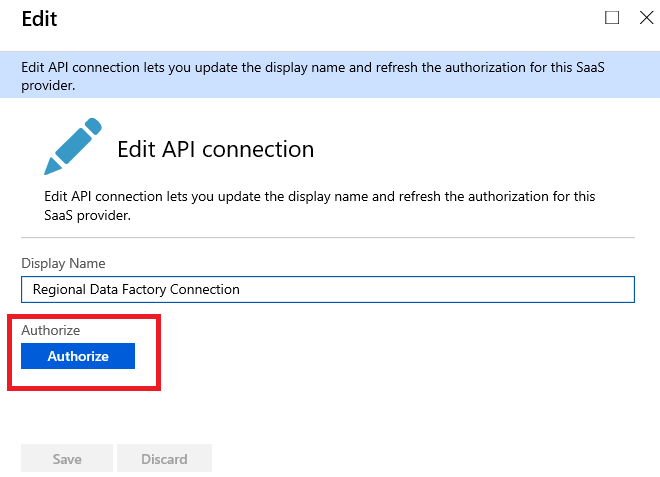 Edit
Edit API connection lets you update the display name and refresh the authorization for this SaaS
provider.
Edit API connection
Edit API connection lets you update the display name and refresh the authorization for this
SaaS provider.
Display Name
Regional Data Factory Connection
Authorize
Authorize
Save Discard